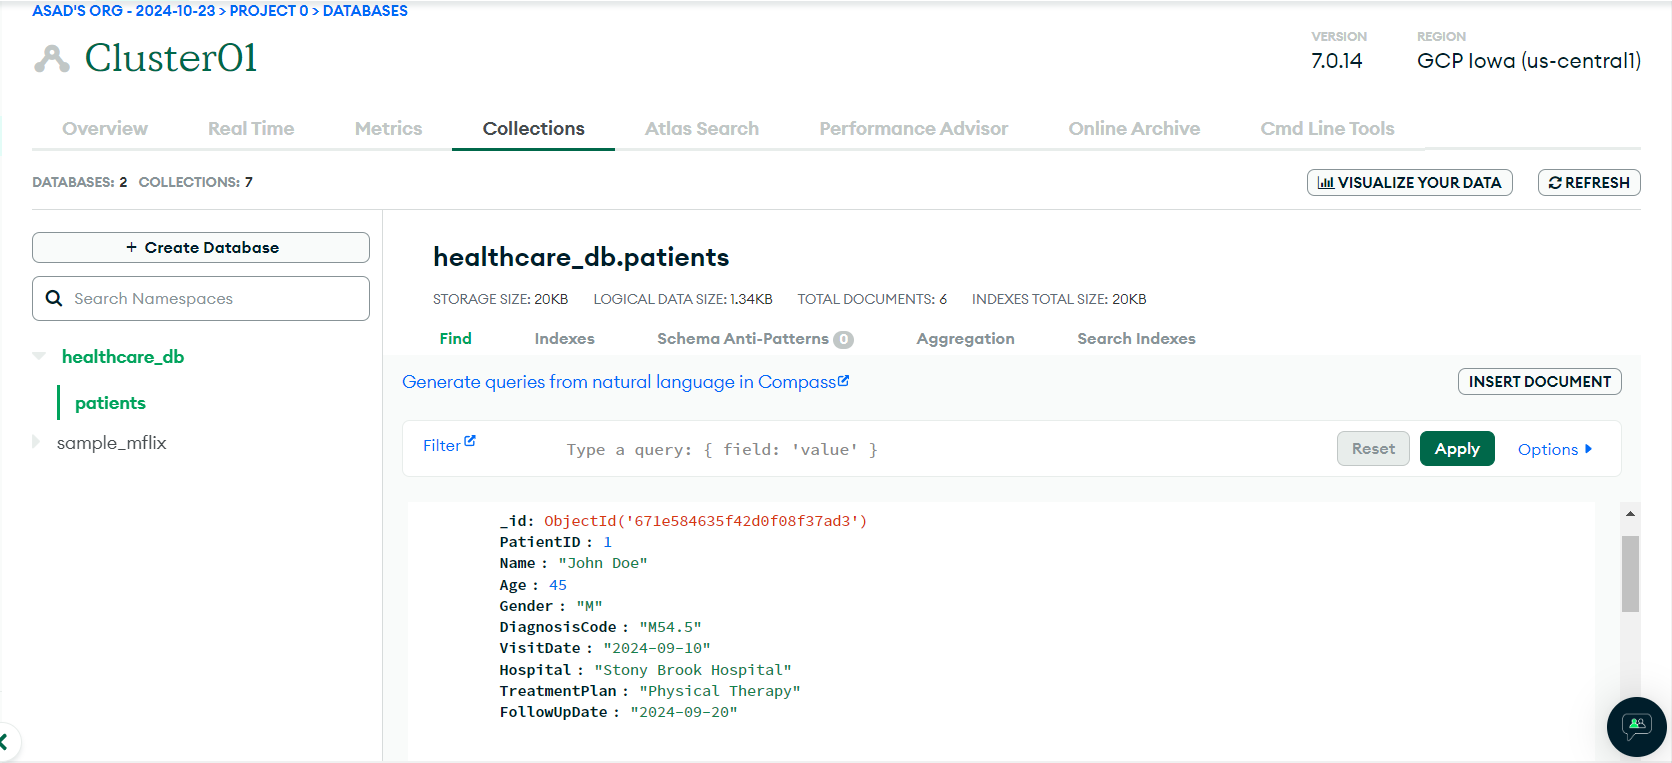 ASAD'S ORG - 2024-10-23 > PROJECT 0 > DATABASES
Cluster01
VERSION
7.0.14
REGION
GCP Iowa (us-central1)
Overview Real Time Metrics Collections Atlas Search Performance Advisor Online Archive Cmd Line Tools
DATABASES: 2 COLLECTIONS: 7
VISUALIZE YOUR DATA
REFRESH
+ Create Database
Search Namespaces
healthcare_db
patients
sample_mflix
healthcare_db.patients
STORAGE SIZE: 20KB LOGICAL DATA SIZE: 1.34KB TOTAL DOCUMENTS: 6 INDEXES TOTAL SIZE: 20KB
Find Indexes Schema Anti-Patterns 0 Aggregation Search Indexes
Generate queries from natural language in Compass
INSERT DOCUMENT
Filter Type a query: { field: 'value' } Reset Apply Options
_id: ObjectId('671e584635f42d0f08f37ad3')
PatientID : 1
Name : "John Doe"
Age : 45
Gender : "M"
DiagnosisCode : "M54.5"
VisitDate : "2024-09-10"
Hospital : "Stony Brook Hospital"
TreatmentPlan : "Physical Therapy"
FollowUpDate : "2024-09-20"